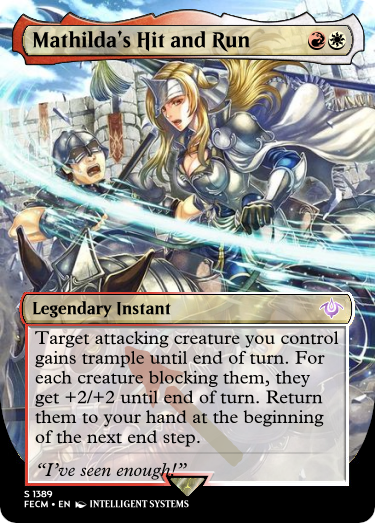 Mathilda's Hit and Run
Legendary Instant
Target attacking creature you control
gains trample until end of turn. For
each creature blocking them, they
get +2/+2 until end of turn. Return
them to your hand at the beginning
of the next end step.
“I've seen enough!”
S 1389
FECM • EN INTELLIGENT SYSTEMS